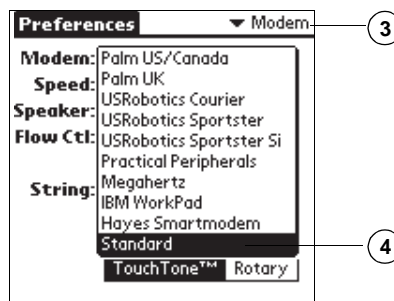 Preferences ▼ Modem 3
Modem: Palm US/Canada
Speed: Palm UK
USRobotics Courier
Speaker: USRobotics Sportster
Flow Ctl: USRobotics Sportster Si
Practical Peripherals
String: Megahertz
IBM WorkPad
Hayes Smartmodem
Standard 4
TouchTone™ Rotary